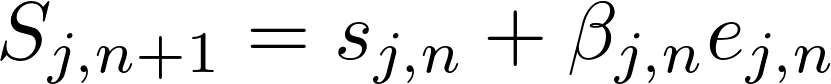 $S_{j,n+1} = s_{j,n} + \beta_{j,n} e_{j,n}$